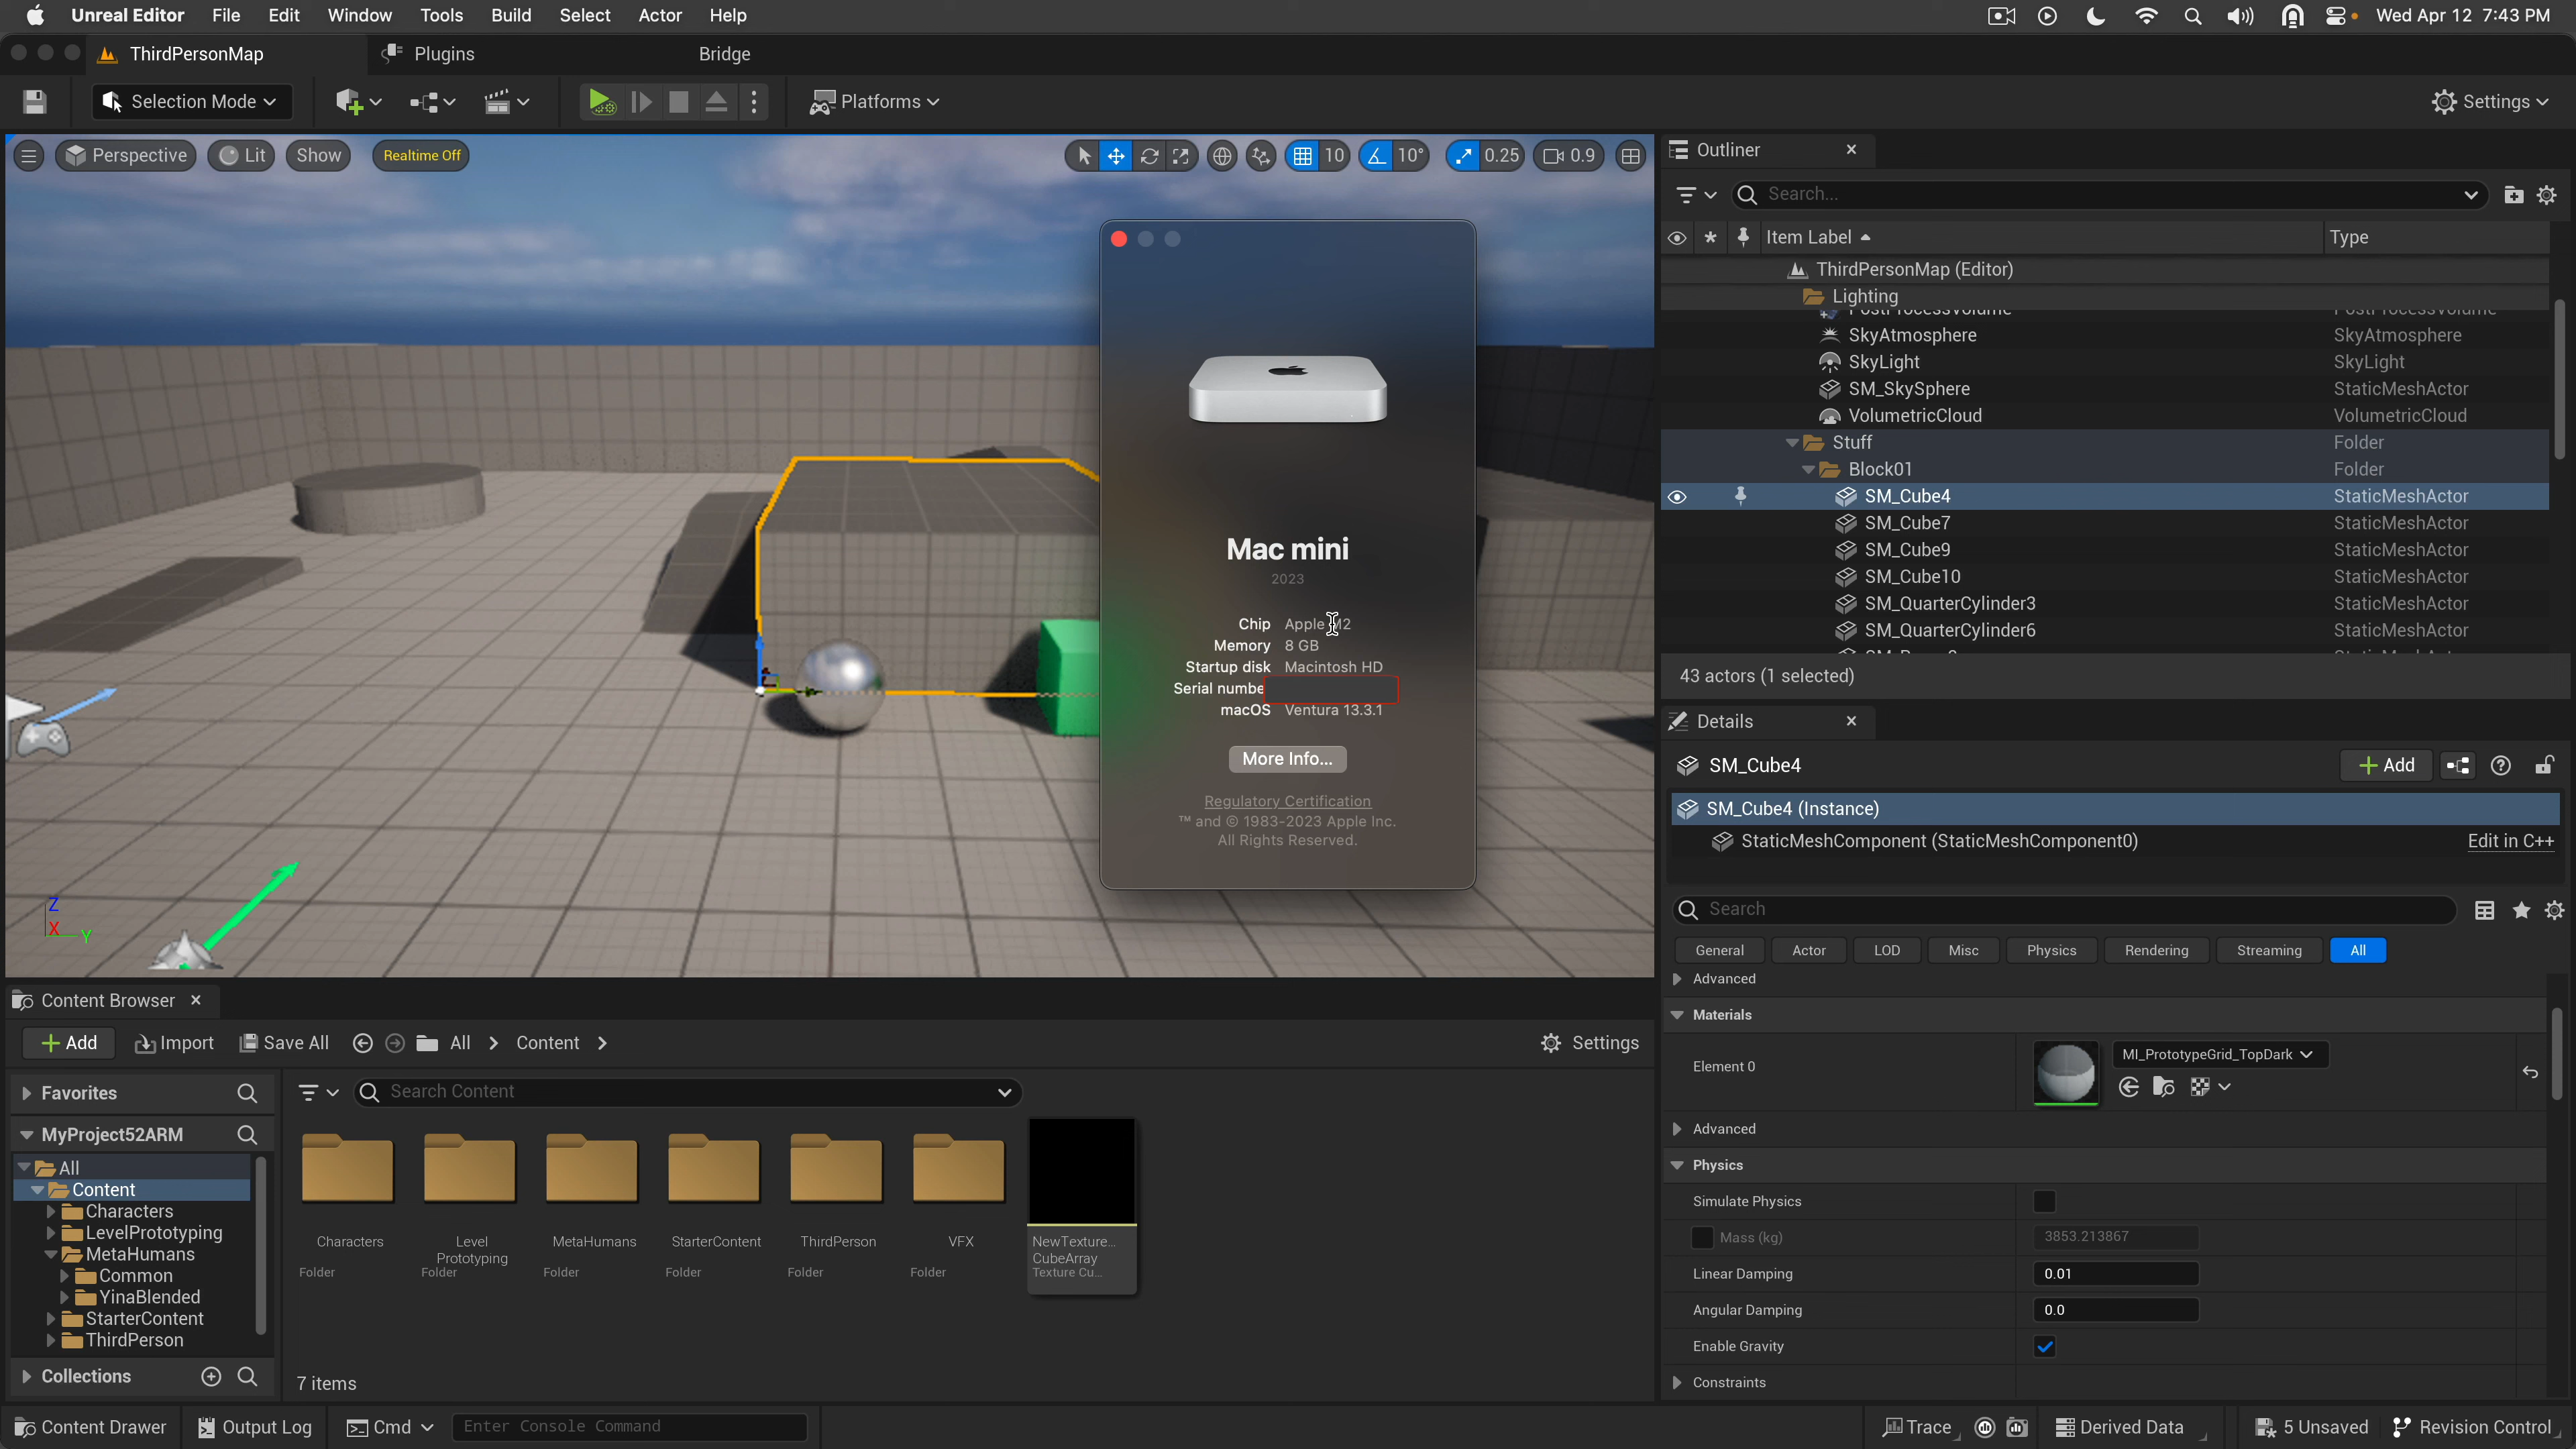 Unreal Editor File Edit Window Tools Build Select Actor Help Wed Apr 12 7:43 PM
ThirdPersonMap Plugins Bridge
Selection Mode Platforms Settings
Perspective Lit Show Realtime Off 10 10° 0.25 0.9
Outliner
Search...
Item Label Type
ThirdPersonMap (Editor)
Lighting
PostProcessVolume PostProcessVolume
SkyAtmosphere SkyAtmosphere
SkyLight SkyLight
SM_SkySphere StaticMeshActor
VolumetricCloud VolumetricCloud
Stuff Folder
Block01 Folder
SM_Cube4 StaticMeshActor
SM_Cube7 StaticMeshActor
SM_Cube9 StaticMeshActor
SM_Cube10 StaticMeshActor
SM_QuarterCylinder3 StaticMeshActor
SM_QuarterCylinder6 StaticMeshActor
43 actors (1 selected)
Mac mini
2023
Chip Apple M2
Memory 8 GB
Startup disk Macintosh HD
Serial numbe
macOS Ventura 13.3.1
More Info...
Regulatory Certification
™ and © 1983-2023 Apple Inc.
All Rights Reserved.
Z
X Y
Details
SM_Cube4 Add
SM_Cube4 (Instance)
StaticMeshComponent (StaticMeshComponent0) Edit in C++
Search
General Actor LOD Misc Physics Rendering Streaming All
Advanced
Materials
Element 0 MI_PrototypeGrid_TopDark
Advanced
Physics
Simulate Physics
Mass (kg) 3853.213867
Linear Damping 0.01
Angular Damping 0.0
Enable Gravity
Constraints
Content Browser
Add Import Save All All Content Settings
Favorites
Search Content
MyProject52ARM
All
Content
Characters
LevelPrototyping
MetaHumans
Common
YinaBlended
StarterContent
ThirdPerson
Collections
Characters
Folder
Level
Prototyping
Folder
MetaHumans
Folder
StarterContent
Folder
ThirdPerson
Folder
VFX
Folder
NewTexture...
CubeArray
Texture Cu...
7 items
Content Drawer Output Log Cmd Enter Console Command Trace Derived Data 5 Unsaved Revision Control